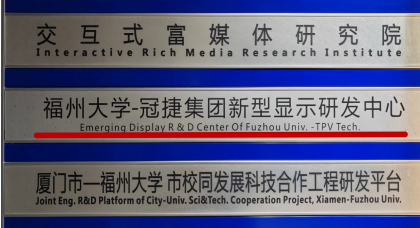 交互式富媒体研究院
Interactive Rich Media Research Institute
福州大学-冠捷集团新型显示研发中心
Emerging Display R & D Center Of Fuzhou Univ. -TPV Tech.
厦门市—福州大学 市校同发展科技合作工程研发平台
Joint Eng. R&D Platform of City-Univ. Sci&Tech. Cooperation Project, Xiamen-Fuzhou Univ.